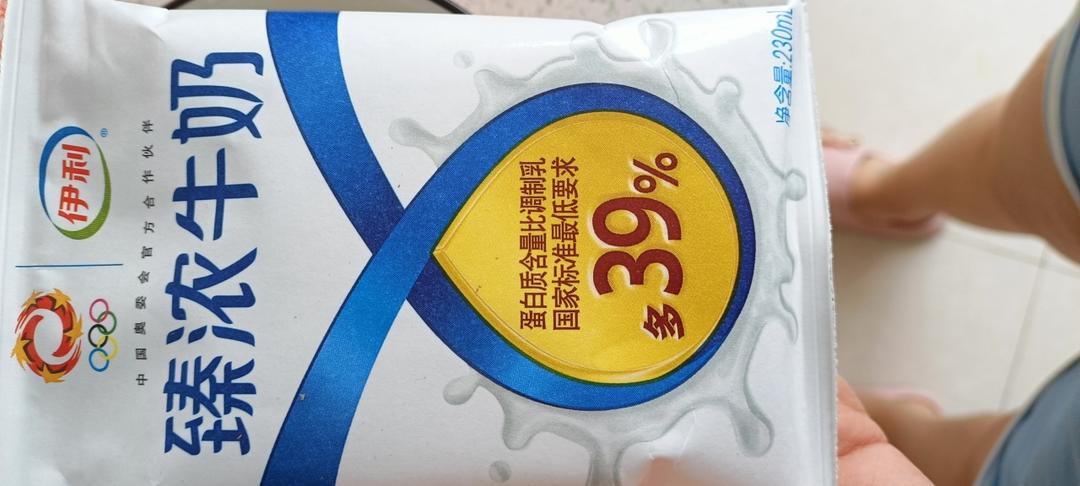 伊利®
中国奥委会官方合作伙伴
臻浓牛奶
蛋白质含量比调制乳
国家标准最低要求
多39%
净含量:230ml